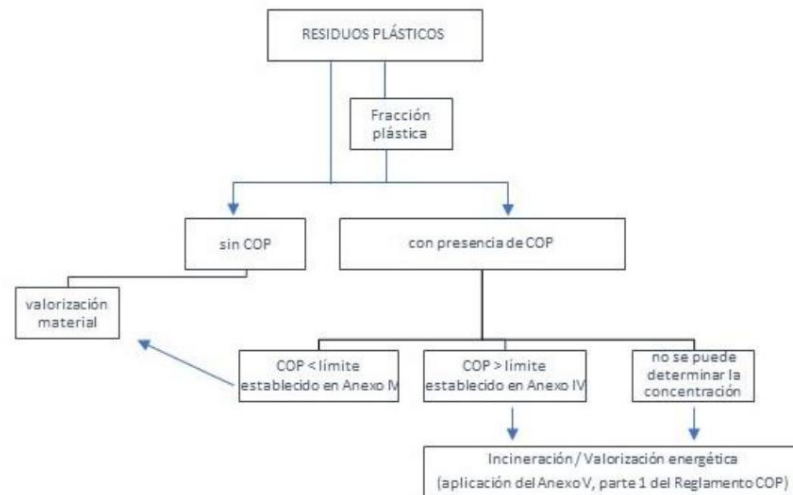 RESIDUOS PLÁSTICOS
Fracción
plástica
sin COP
con presencia de COP
valorización
material
COP < límite
establecido en Anexo IV
COP > límite
establecido en Anexo IV
no se puede
determinar la
concentración
Incineración / Valorización energética
(aplicación del Anexo V, parte 1 del Reglamento COP)